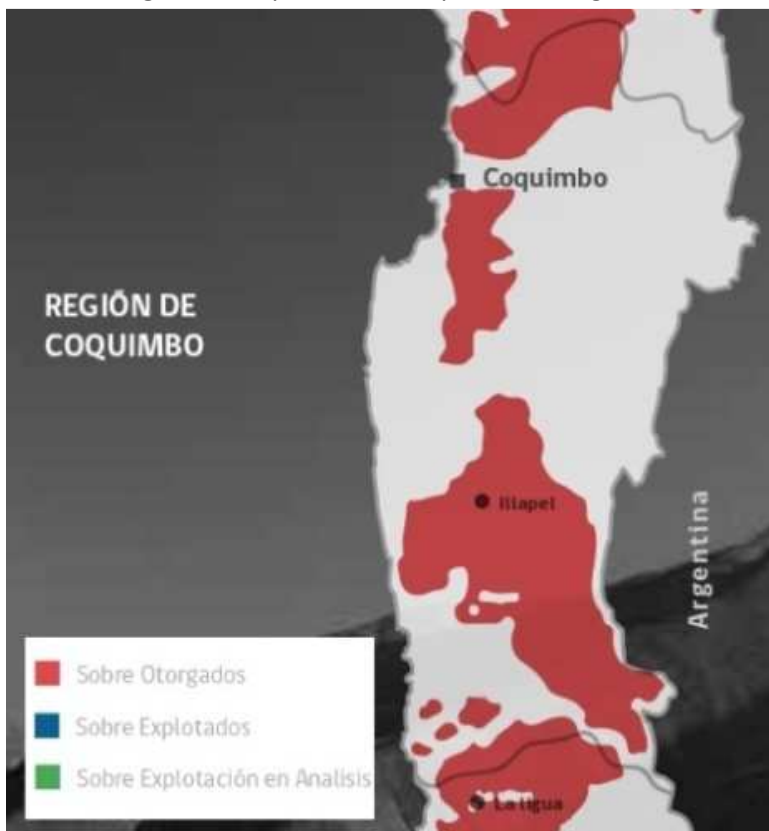 Coquimbo
REGIÓN DE
COQUIMBO
Illapel
Argentina
Sobre Otorgados
Sobre Explotados
Sobre Explotación en Analisis
La ligua